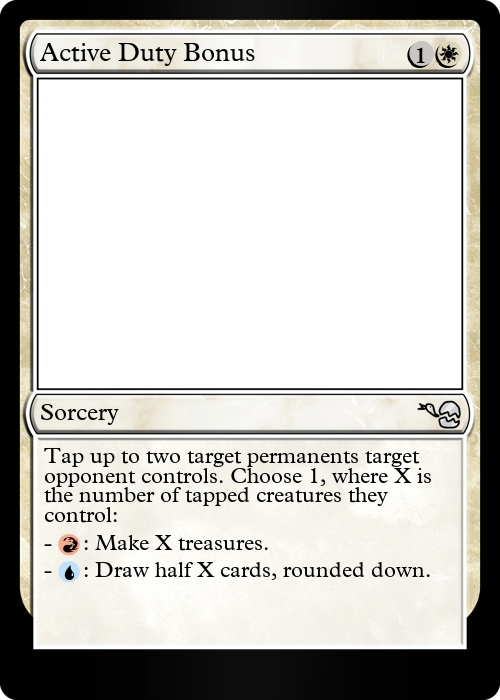 Active Duty Bonus
1
Sorcery
Tap up to two target permanents target
opponent controls. Choose 1, where X is
the number of tapped creatures they
control:
- : Make X treasures.
- : Draw half X cards, rounded down.